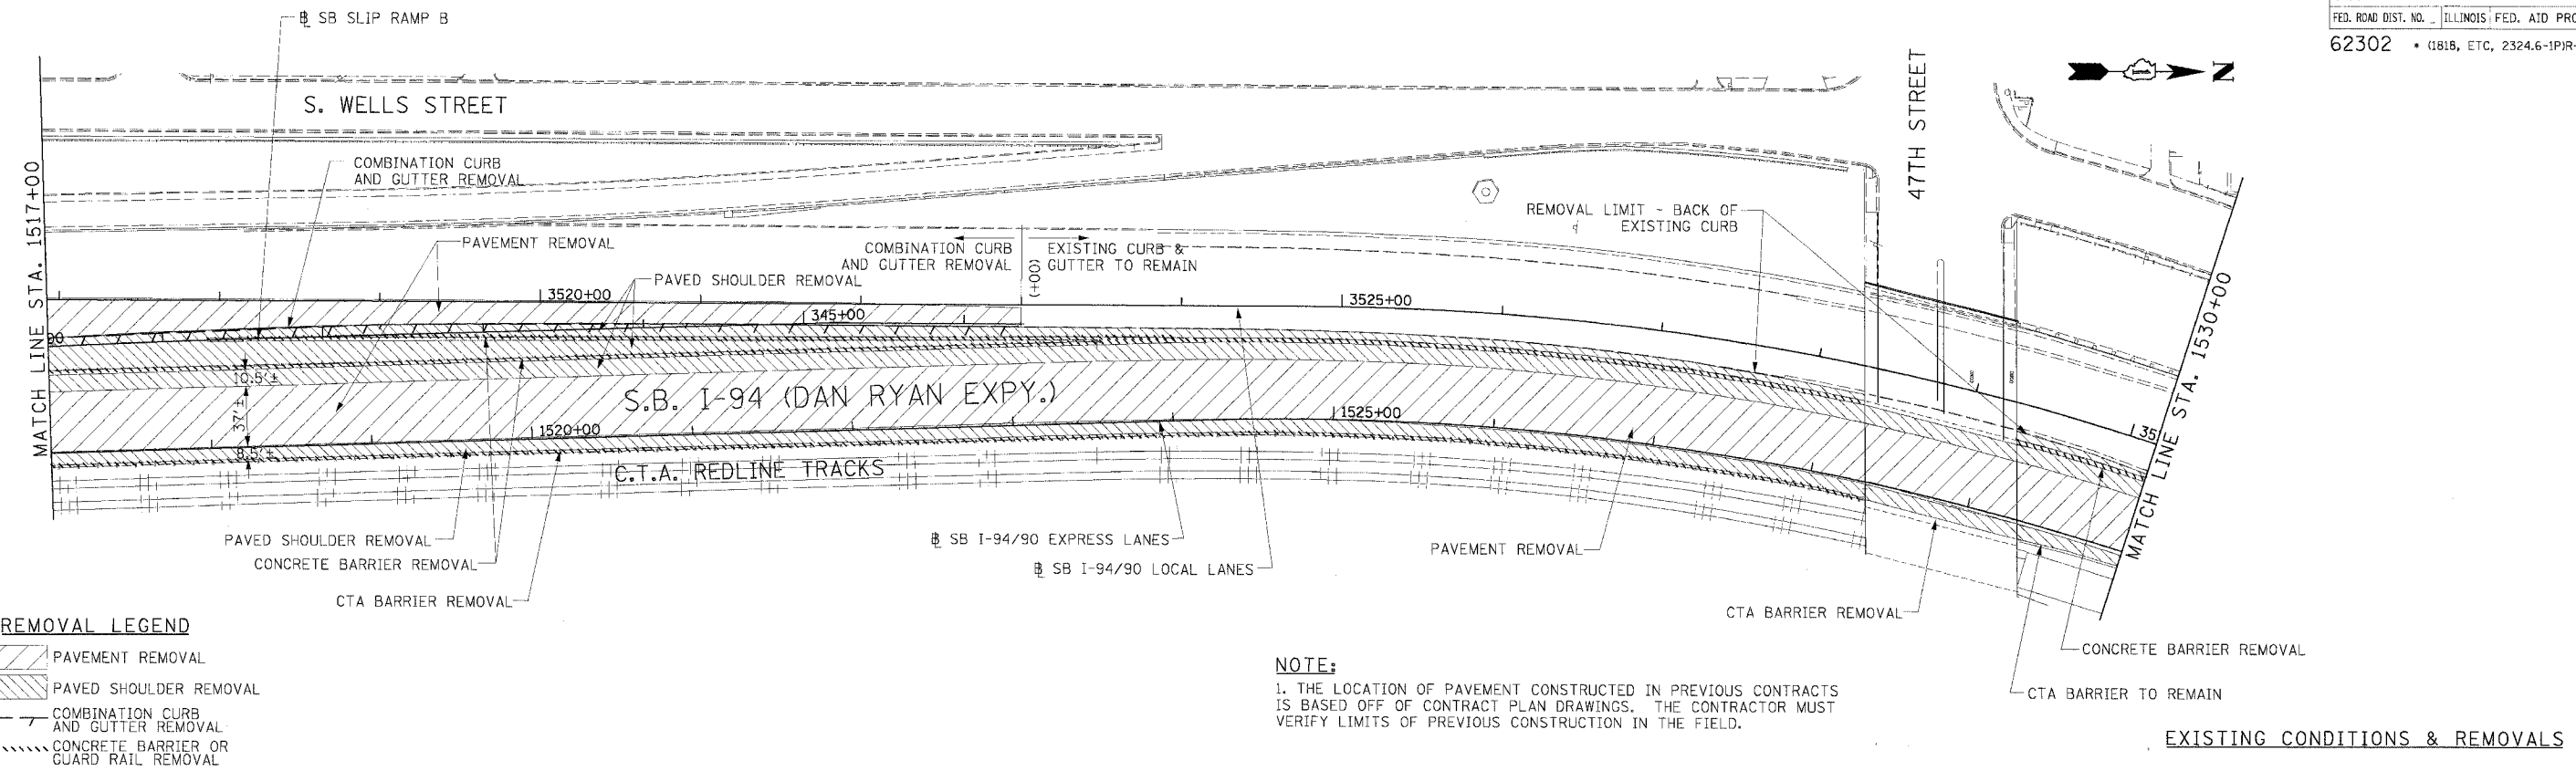 ℄ SB SLIP RAMP B
FED. ROAD DIST. NO. _ ILLINOIS FED. AID PRO
62302 * (1818, ETC, 2324.6-1P)R-
N
S. WELLS STREET
47TH STREET
COMBINATION CURB
AND GUTTER REMOVAL
MATCH LINE STA. 1517+00
PAVEMENT REMOVAL
COMBINATION CURB
AND GUTTER REMOVAL
EXISTING CURB &
GUTTER TO REMAIN
(+00)
REMOVAL LIMIT - BACK OF
EXISTING CURB
PAVED SHOULDER REMOVAL
3520+00
3525+00
345+00
00
10.5'±
37'±
8.5'±
S.B. I-94 (DAN RYAN EXPY.)
1520+00
1525+00
35
MATCH LINE STA. 1530+00
C.T.A. REDLINE TRACKS
PAVED SHOULDER REMOVAL
CONCRETE BARRIER REMOVAL
CTA BARRIER REMOVAL
℄ SB I-94/90 EXPRESS LANES
℄ SB I-94/90 LOCAL LANES
PAVEMENT REMOVAL
CTA BARRIER REMOVAL
CONCRETE BARRIER REMOVAL
CTA BARRIER TO REMAIN
REMOVAL LEGEND
PAVEMENT REMOVAL
PAVED SHOULDER REMOVAL
COMBINATION CURB
AND GUTTER REMOVAL
CONCRETE BARRIER OR
GUARD RAIL REMOVAL
NOTE:
1. THE LOCATION OF PAVEMENT CONSTRUCTED IN PREVIOUS CONTRACTS
IS BASED OFF OF CONTRACT PLAN DRAWINGS. THE CONTRACTOR MUST
VERIFY LIMITS OF PREVIOUS CONSTRUCTION IN THE FIELD.
EXISTING CONDITIONS & REMOVALS